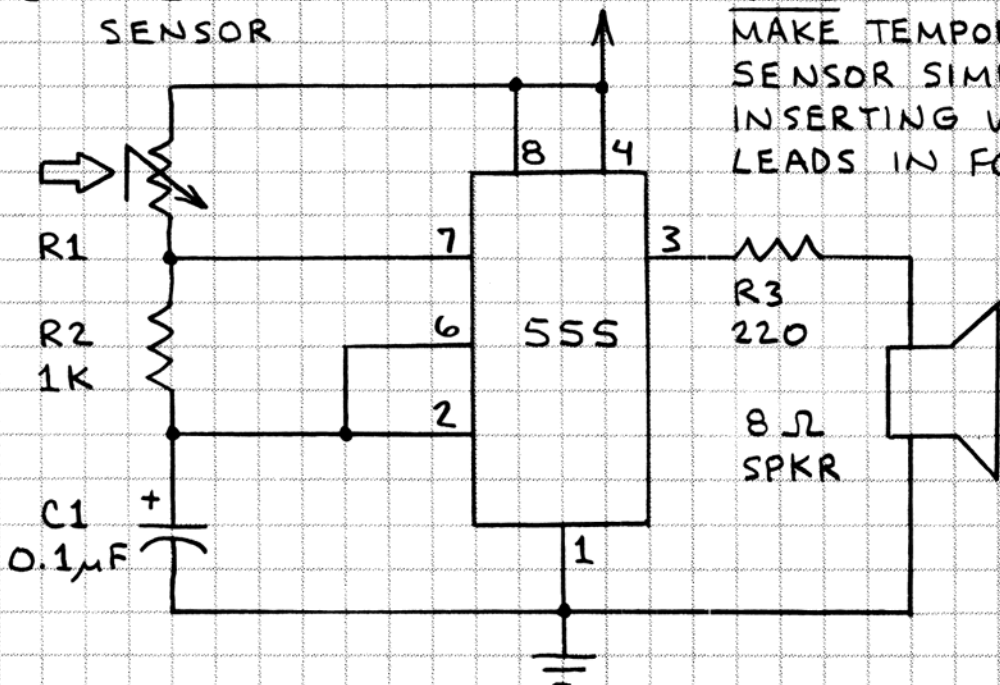 SENSOR
MAKE
SENSOR
INSERTING
LEADS IN
8
4
7
3
R1
R3
220
6
555
R2
1K
2
8 Ω
SPKR
+
C1
0.1µF
1